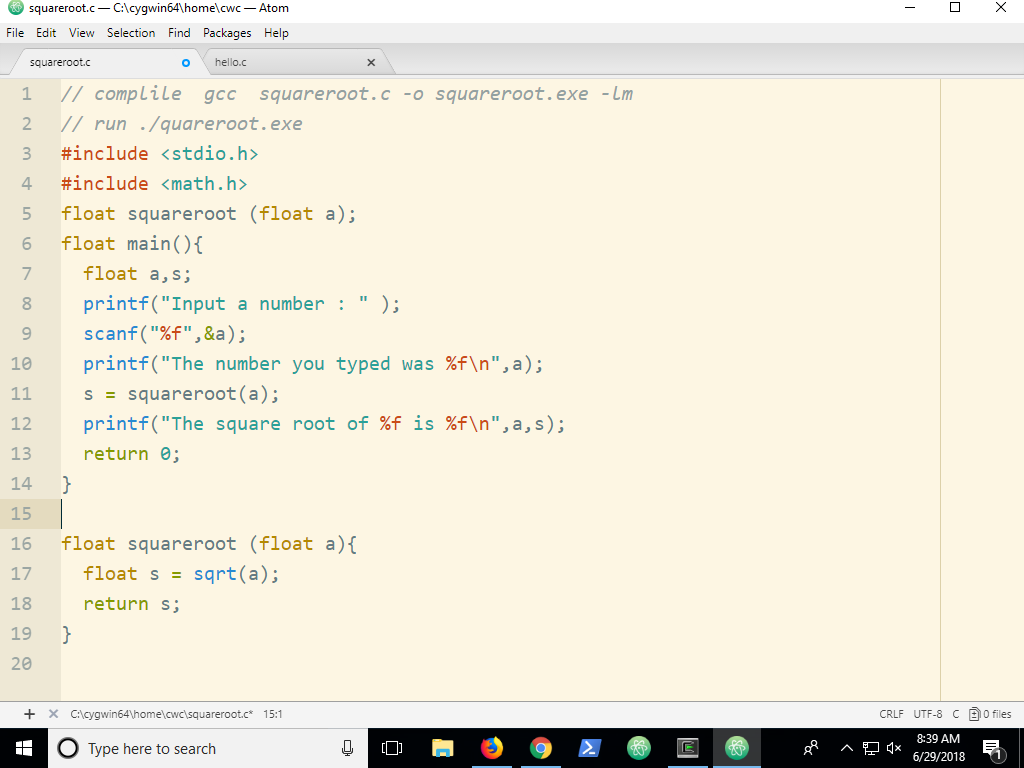 squareroot.c — C:\cygwin64\home\cwc — Atom
File Edit View Selection Find Packages Help
squareroot.c hello.c
1 // complile  gcc  squareroot.c -o squareroot.exe -lm
2 // run ./quareroot.exe
3 #include <stdio.h>
4 #include <math.h>
5 float squareroot (float a);
6 float main(){
7   float a,s;
8   printf("Input a number : " );
9   scanf("%f",&a);
10   printf("The number you typed was %f\n",a);
11   s = squareroot(a);
12   printf("The square root of %f is %f\n",a,s);
13   return 0;
14 }
15
16 float squareroot (float a){
17   float s = sqrt(a);
18   return s;
19 }
20
C:\cygwin64\home\cwc\squareroot.c* 15:1 CRLF UTF-8 C 0 files
Type here to search
8:39 AM
6/29/2018
1